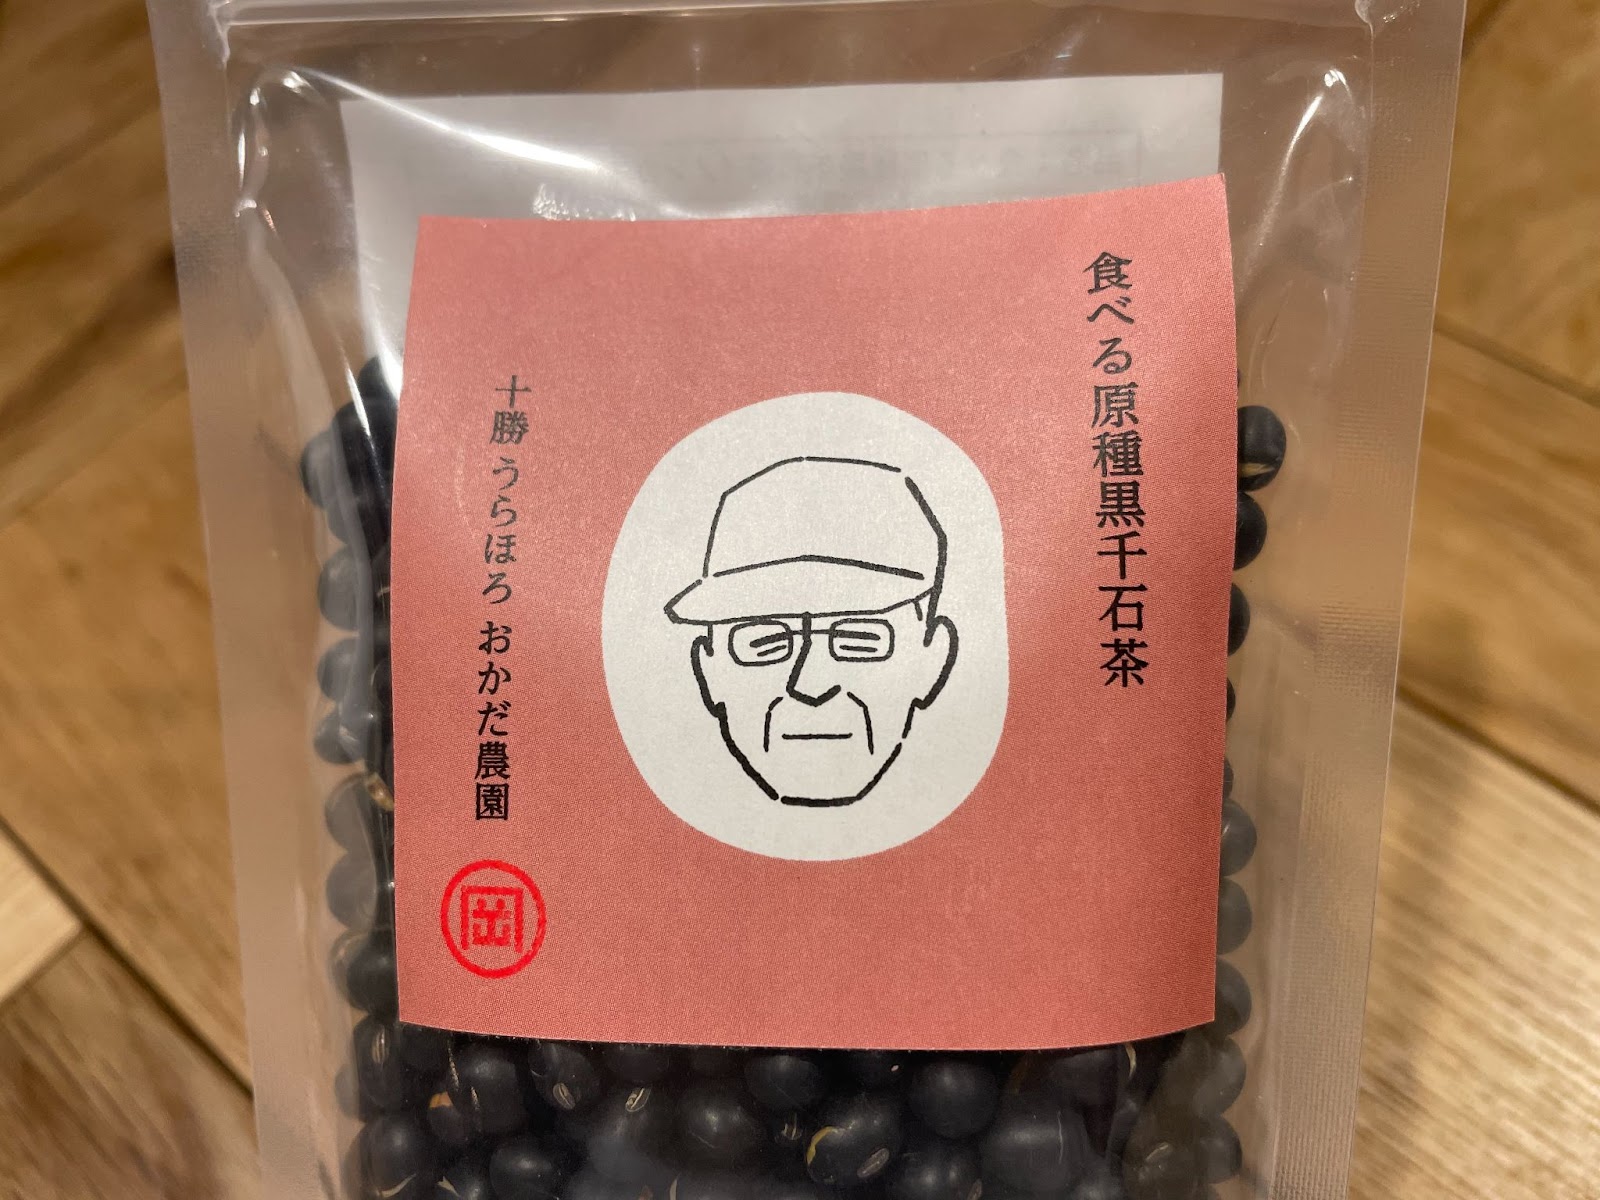 食べる原種黒千石茶
十勝 うらほろ おかだ農園
岡